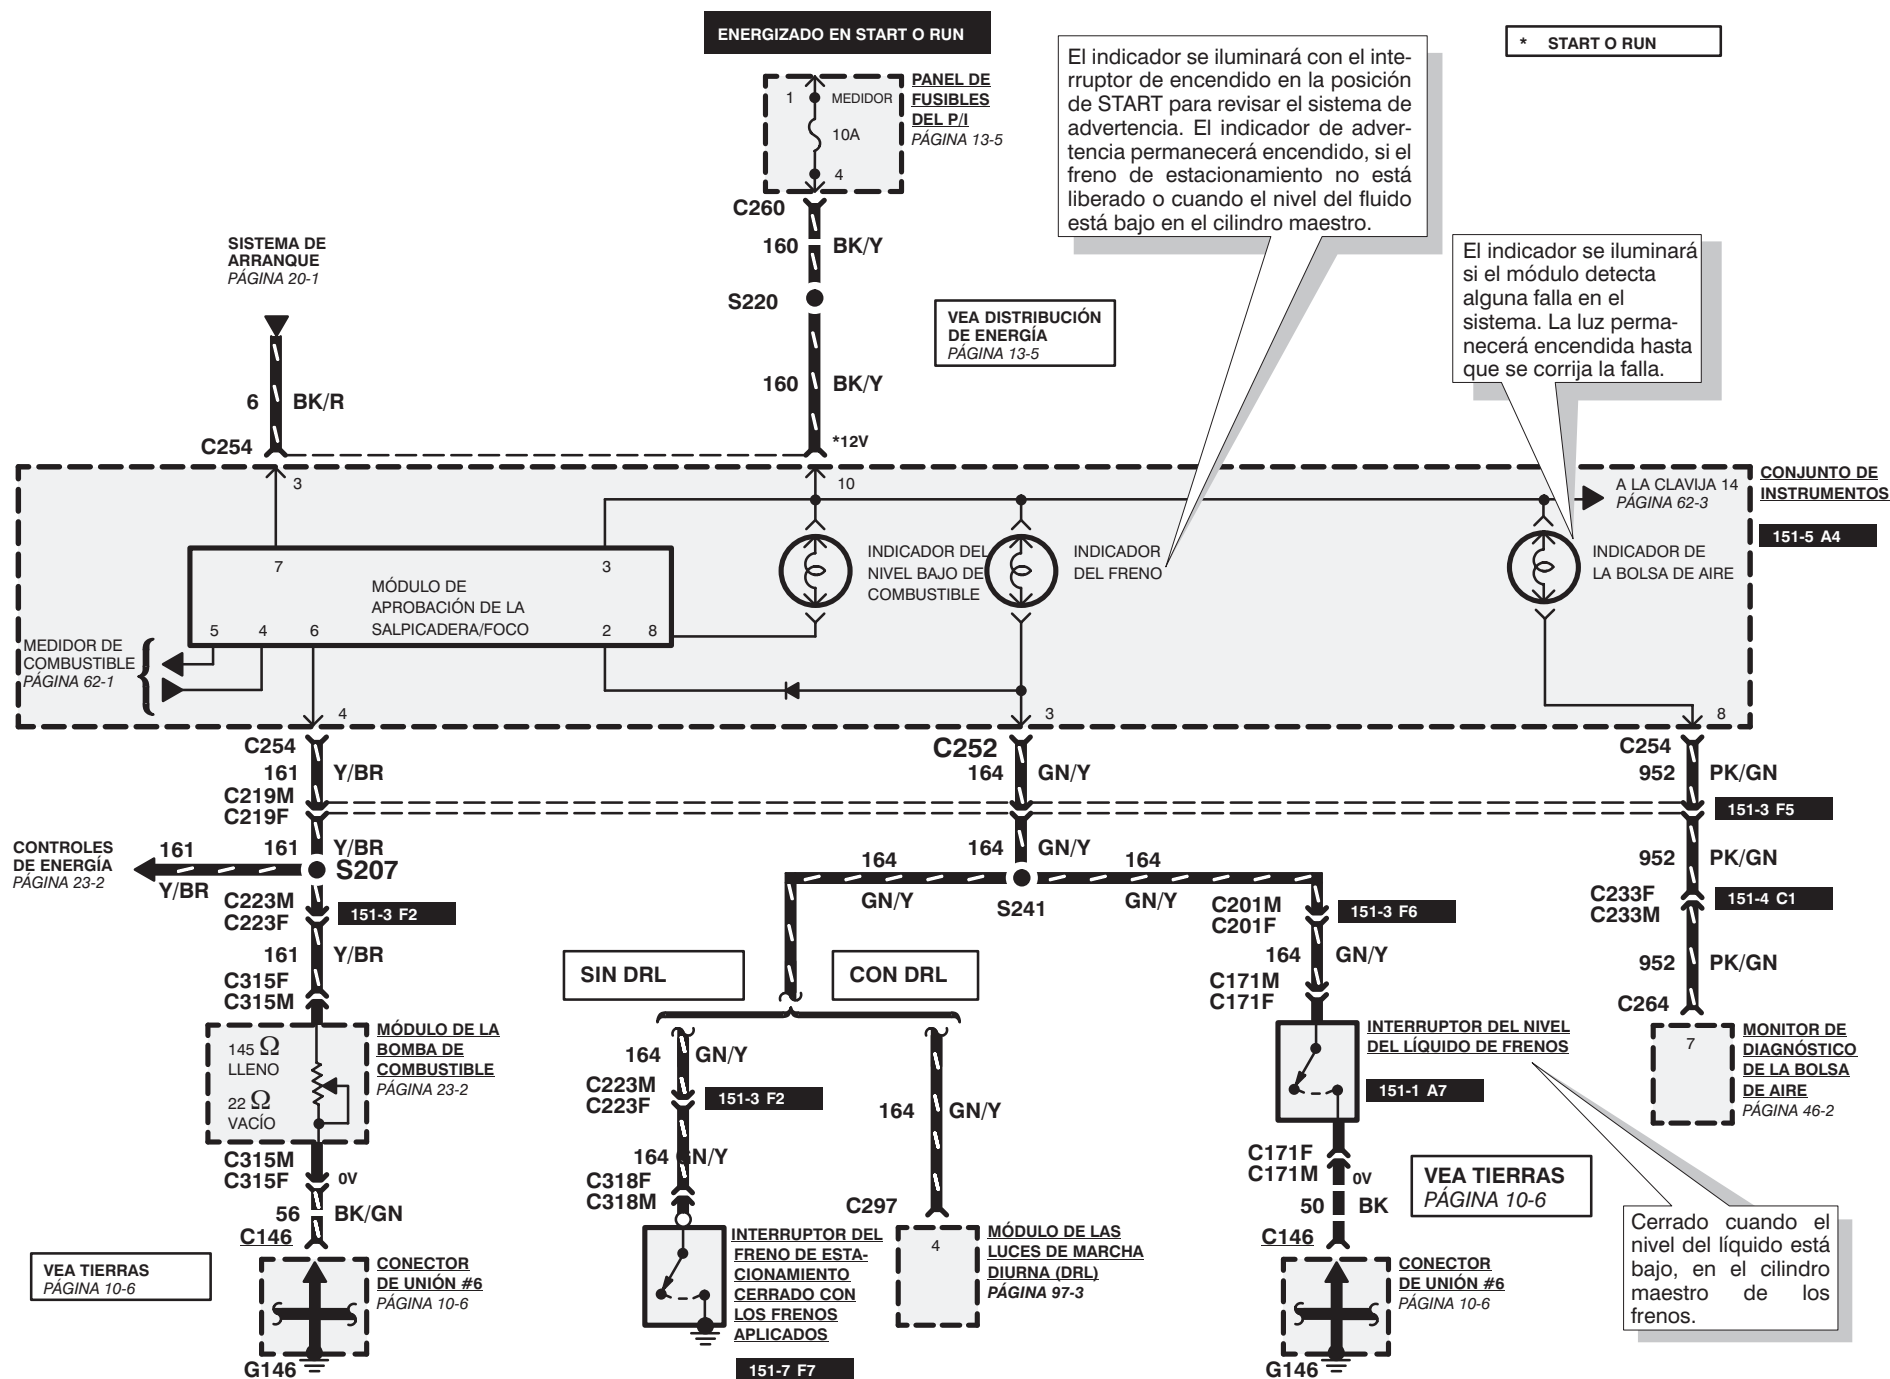 ENERGIZADO EN START O RUN
* START O RUN
1
MEDIDOR
10A
4
PANEL DE
FUSIBLES
DEL P/I
PÁGINA 13-5
El indicador se iluminará con el inte-
rruptor de encendido en la posición
de START para revisar el sistema de
advertencia. El indicador de adver-
tencia permanecerá encendido, si el
freno de estacionamiento no está
liberado o cuando el nivel del fluido
está bajo en el cilindro maestro.
El indicador se iluminará
si el módulo detecta
alguna falla en el
sistema. La luz perma-
necerá encendida hasta
que se corrija la falla.
C260
160 BK/Y
S220
160 BK/Y
*12V
VEA DISTRIBUCIÓN
DE ENERGÍA
PÁGINA 13-5
SISTEMA DE
ARRANQUE
PÁGINA 20-1
6 BK/R
C254
3
10
A LA CLAVIJA 14
PÁGINA 62-3
CONJUNTO DE
INSTRUMENTOS
151-5 A4
7
3
MÓDULO DE
APROBACIÓN DE LA
SALPICADERA/FOCO
5
4
6
2
8
INDICADOR DEL
NIVEL BAJO DE
COMBUSTIBLE
INDICADOR
DEL FRENO
INDICADOR DE
LA BOLSA DE AIRE
MEDIDOR DE
COMBUSTIBLE
PÁGINA 62-1
4
3
8
C254
161 Y/BR
C219M
C219F
161 Y/BR
S207
CONTROLES
DE ENERGÍA
PÁGINA 23-2
161
Y/BR
C223M
C223F
151-3 F2
161 Y/BR
C315F
C315M
145 Ω
LLENO
22 Ω
VACÍO
MÓDULO DE LA
BOMBA DE
COMBUSTIBLE
PÁGINA 23-2
C315M
C315F
0V
56 BK/GN
C146
VEA TIERRAS
PÁGINA 10-6
CONECTOR
DE UNIÓN #6
PÁGINA 10-6
G146
C252
164 GN/Y
164 GN/Y
164
GN/Y
S241
164
GN/Y
SIN DRL
CON DRL
164 GN/Y
C223M
C223F
151-3 F2
164 GN/Y
C318F
C318M
INTERRUPTOR DEL
FRENO DE ESTA-
CIONAMIENTO
CERRADO CON
LOS FRENOS
APLICADOS
151-7 F7
164 GN/Y
C297
4
MÓDULO DE LAS
LUCES DE MARCHA
DIURNA (DRL)
PÁGINA 97-3
C201M
C201F
151-3 F6
164 GN/Y
C171M
C171F
INTERRUPTOR DEL NIVEL
DEL LÍQUIDO DE FRENOS
151-1 A7
C171F
C171M
0V
50 BK
C146
VEA TIERRAS
PÁGINA 10-6
CONECTOR
DE UNIÓN #6
PÁGINA 10-6
G146
C254
952 PK/GN
151-3 F5
952 PK/GN
C233F
C233M
151-4 C1
952 PK/GN
C264
7
MONITOR DE
DIAGNÓSTICO
DE LA BOLSA
DE AIRE
PÁGINA 46-2
Cerrado cuando el
nivel del líquido está
bajo, en el cilindro
maestro de los
frenos.